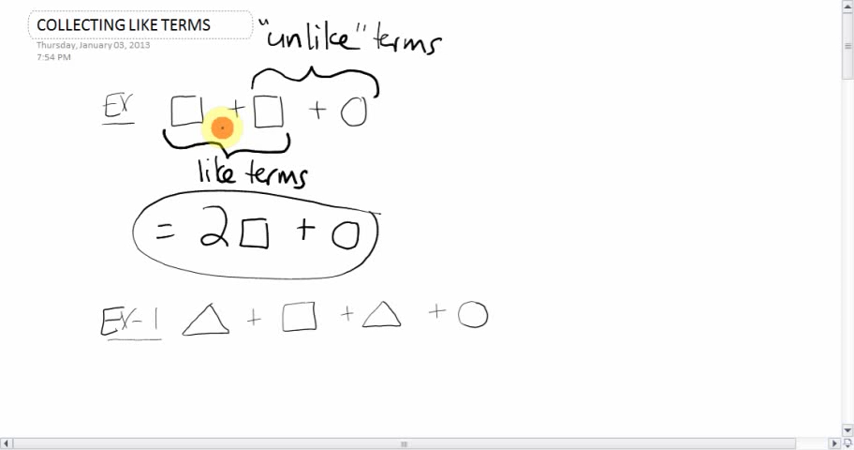 COLLECTING LIKE TERMS
Thursday, January 03, 2013
7:54 PM
"unlike" terms
Ex □ + □ + ○
like terms
= 2□ + ○
Ex-1 △ + □ + △ + ○